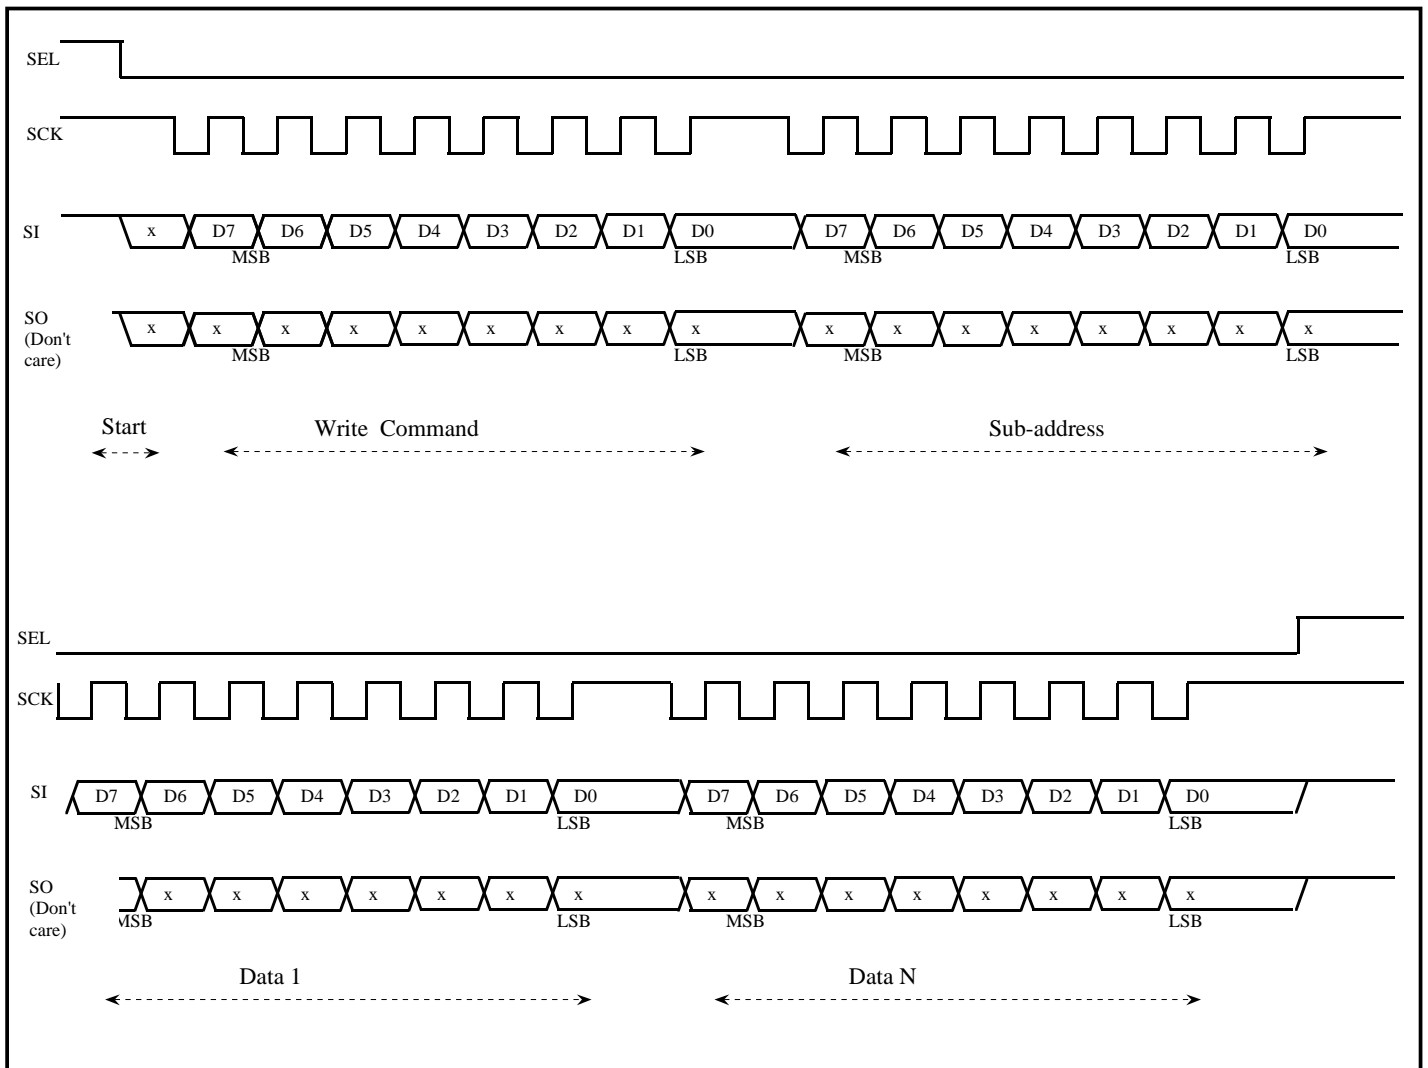 SEL
SCK
SI x D7 D6 D5 D4 D3 D2 D1 D0 D7 D6 D5 D4 D3 D2 D1 D0
MSB LSB MSB LSB
SO
(Don't
care)
x x x x x x x x x x x x x x x x x
MSB LSB MSB LSB
Start Write Command Sub-address
SEL
SCK
SI D7 D6 D5 D4 D3 D2 D1 D0 D7 D6 D5 D4 D3 D2 D1 D0
MSB LSB MSB LSB
SO
(Don't
care)
x x x x x x x x x x x x x x x
MSB LSB MSB LSB
Data 1 Data N